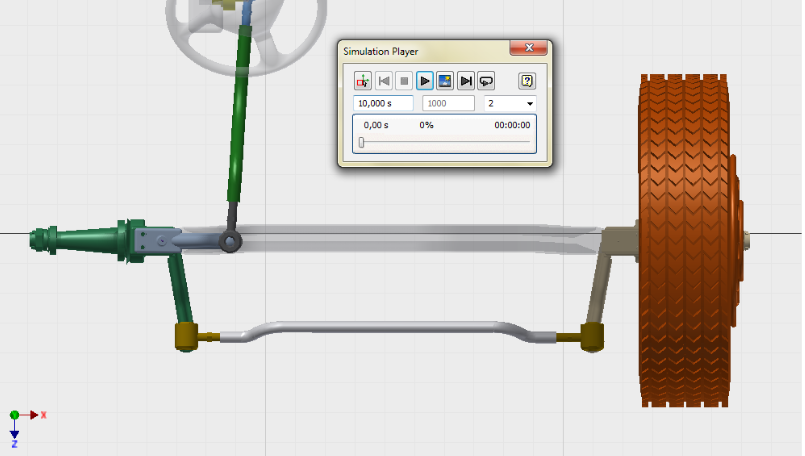 Simulation Player
10,000 s
1000
2
0,00 s
0%
00:00:00
X
Z